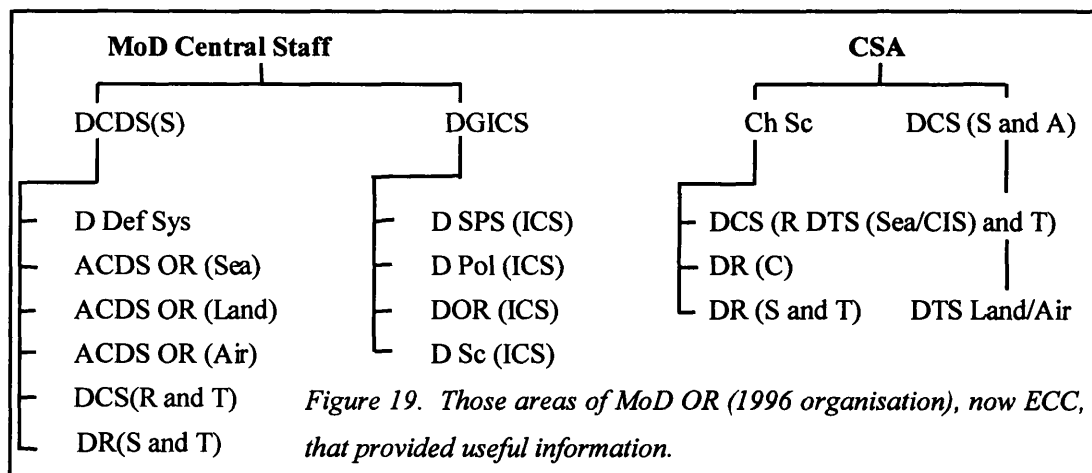 MoD Central Staff CSA
DCDS(S) DGICS Ch Sc DCS (S and A)
D Def Sys D SPS (ICS) DCS (R DTS (Sea/CIS) and T)
ACDS OR (Sea) D Pol (ICS) DR (C)
ACDS OR (Land) DOR (ICS) DR (S and T) DTS Land/Air
ACDS OR (Air) D Sc (ICS)
DCS(R and T) Figure 19. Those areas of MoD OR (1996 organisation), now ECC,
DR(S and T) that provided useful information.